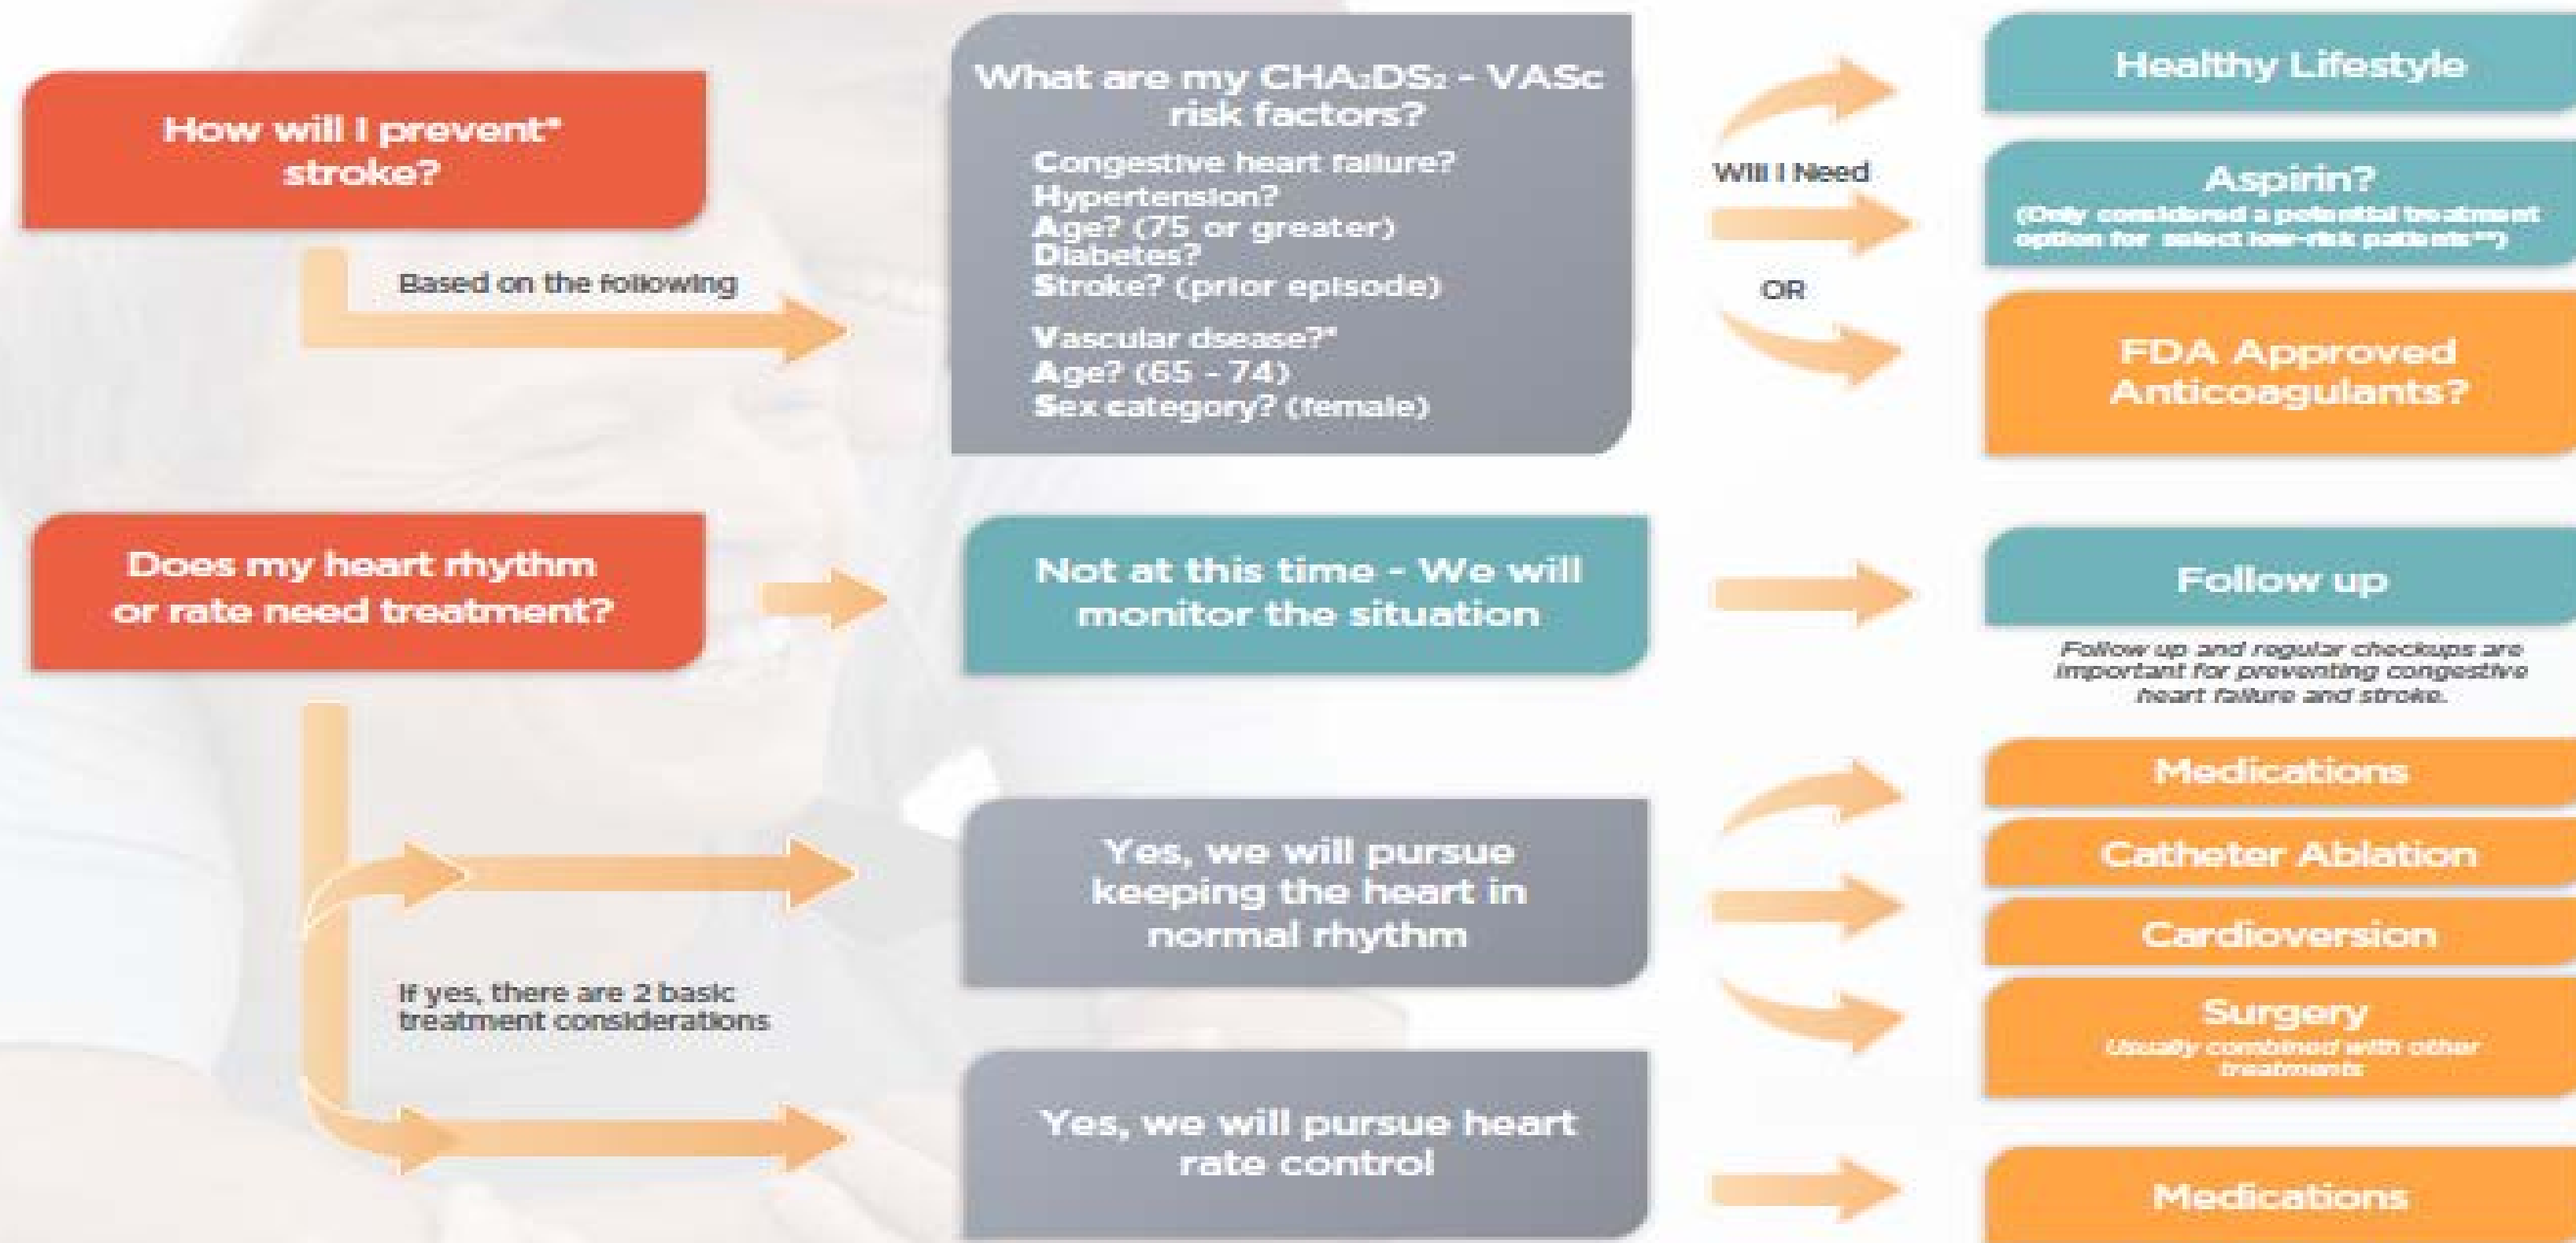 How will I prevent*
stroke?
Based on the following
What are my CHA₂DS₂ - VASc
risk factors?
Congestive heart failure?
Hypertension?
Age? (75 or greater)
Diabetes?
Stroke? (prior episode)
Vascular dsease?*
Age? (65 - 74)
Sex category? (female)
Will I Need
OR
Healthy Lifestyle
Aspirin?
(Only considered a potential treatment
option for select low-risk patients**)
FDA Approved
Anticoagulants?
Does my heart rhythm
or rate need treatment?
Not at this time - We will
monitor the situation
Follow up
Follow up and regular checkups are
important for preventing congestive
heart failure and stroke.
If yes, there are 2 basic
treatment considerations
Yes, we will pursue
keeping the heart in
normal rhythm
Medications
Catheter Ablation
Cardioversion
Surgery
Usually combined with other
treatments
Yes, we will pursue heart
rate control
Medications